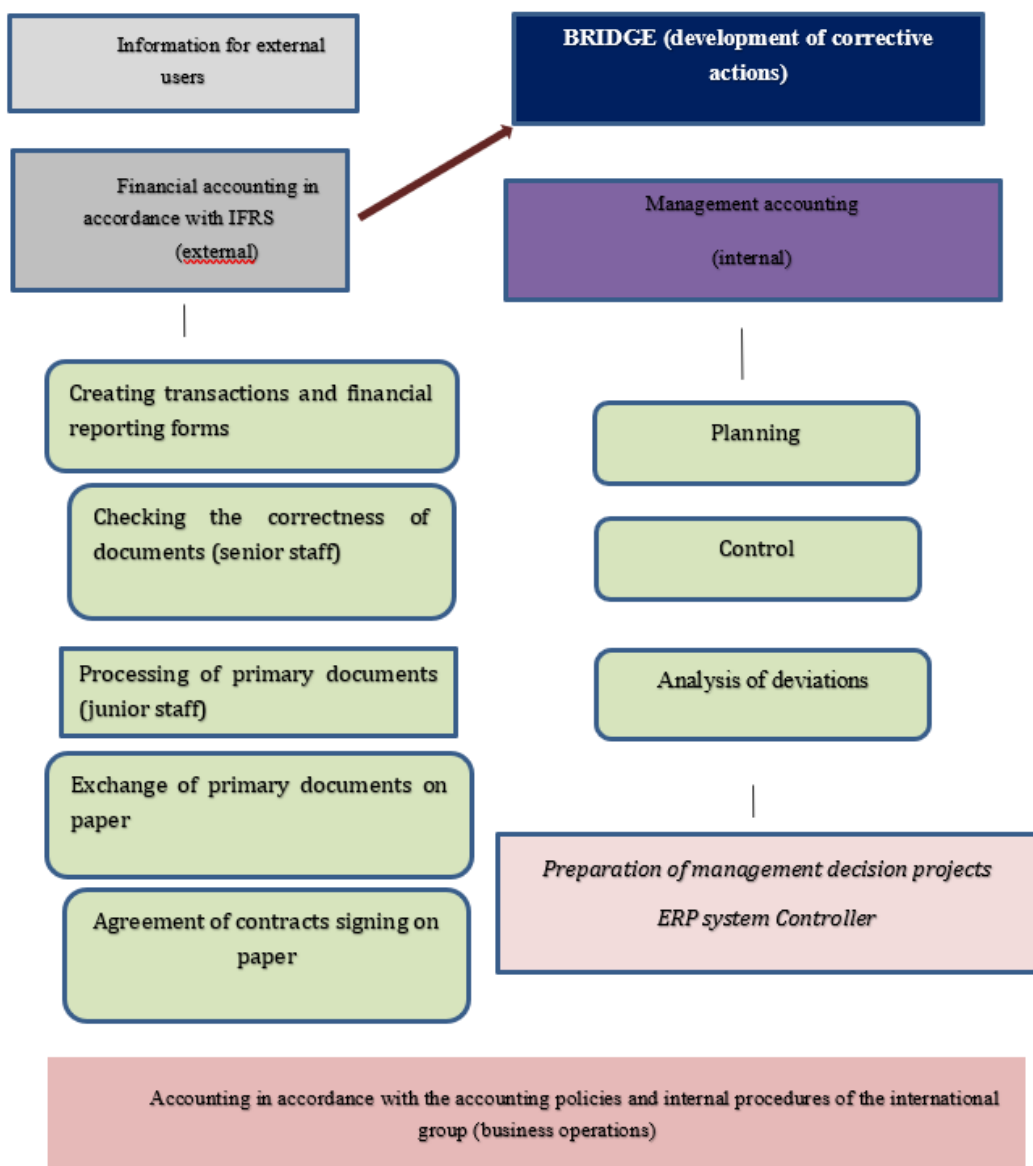 Information for external
users
BRIDGE (development of corrective
actions)
Financial accounting in
accordance with IFRS
(external)
Management accounting
(internal)
Creating transactions and financial
reporting forms
Checking the correctness of
documents (senior staff)
Processing of primary documents
(junior staff)
Exchange of primary documents on
paper
Agreement of contracts signing on
paper
Planning
Control
Analysis of deviations
Preparation of management decision projects
ERP system Controller
Accounting in accordance with the accounting policies and internal procedures of the international
group (business operations)